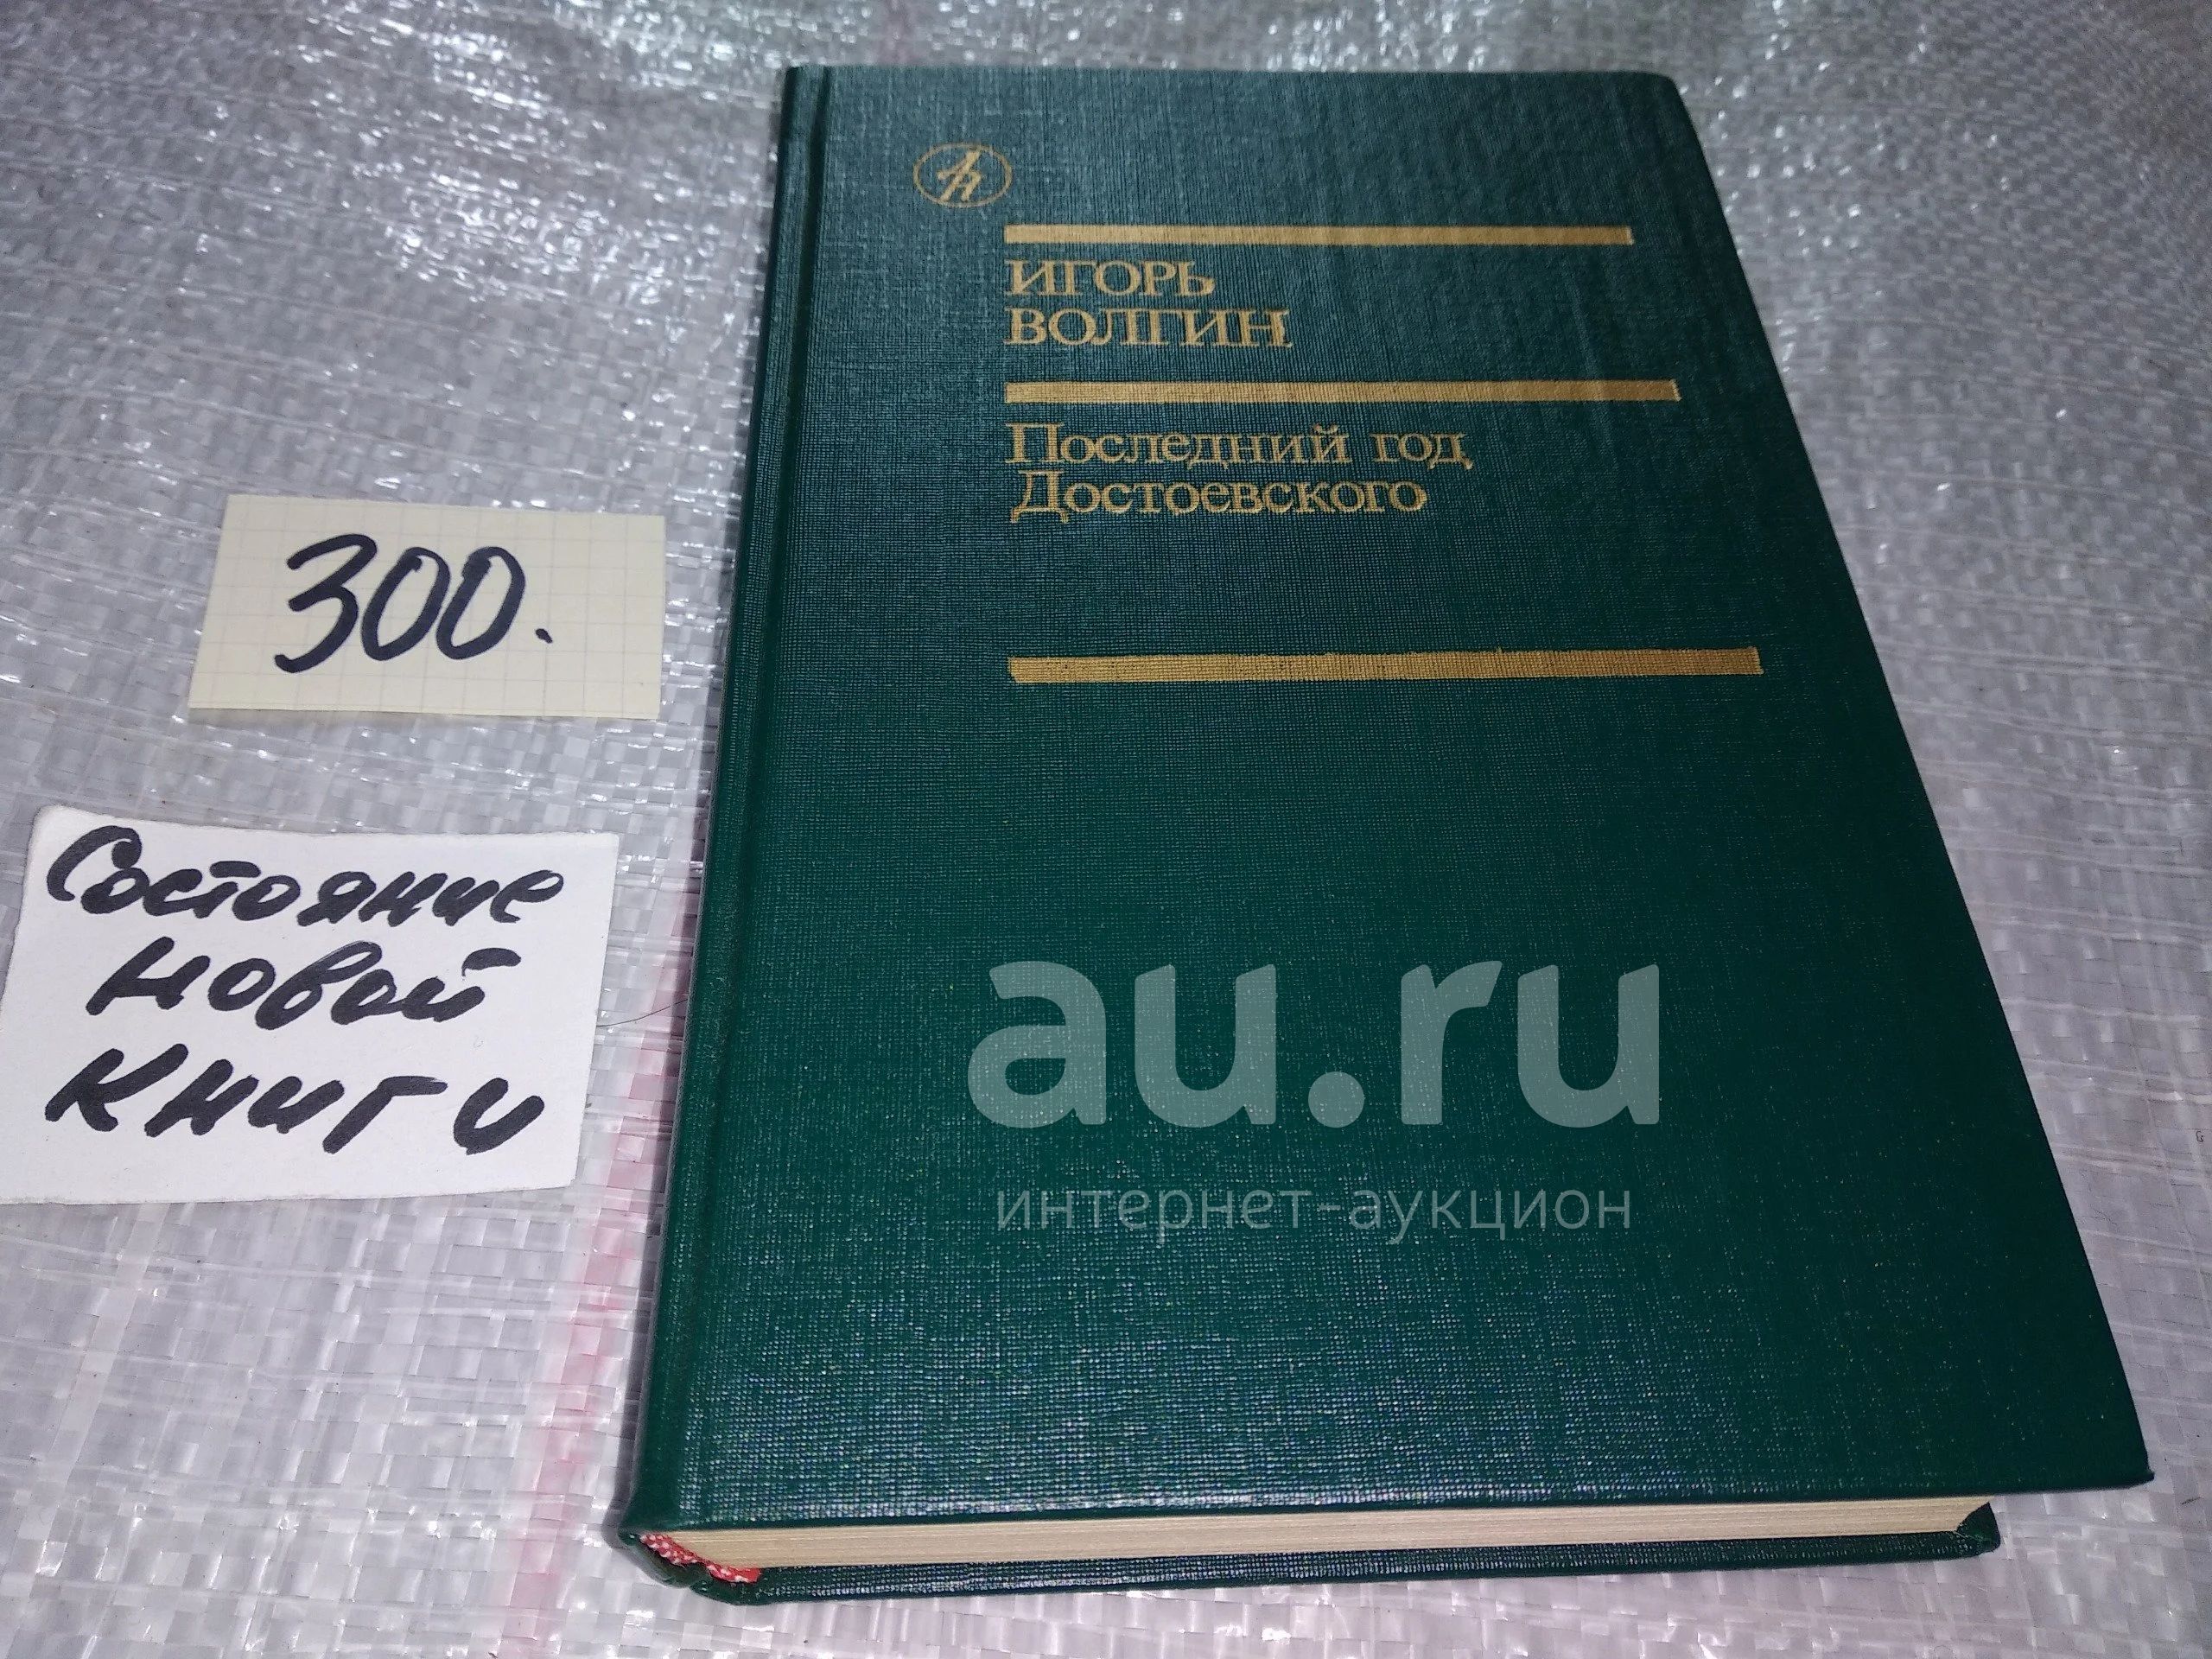 ИГОРЬ
ВОЛГИН
Последний год
Достоевского
300.
Состояние
новой
книги
au.ru
интернет-аукцион